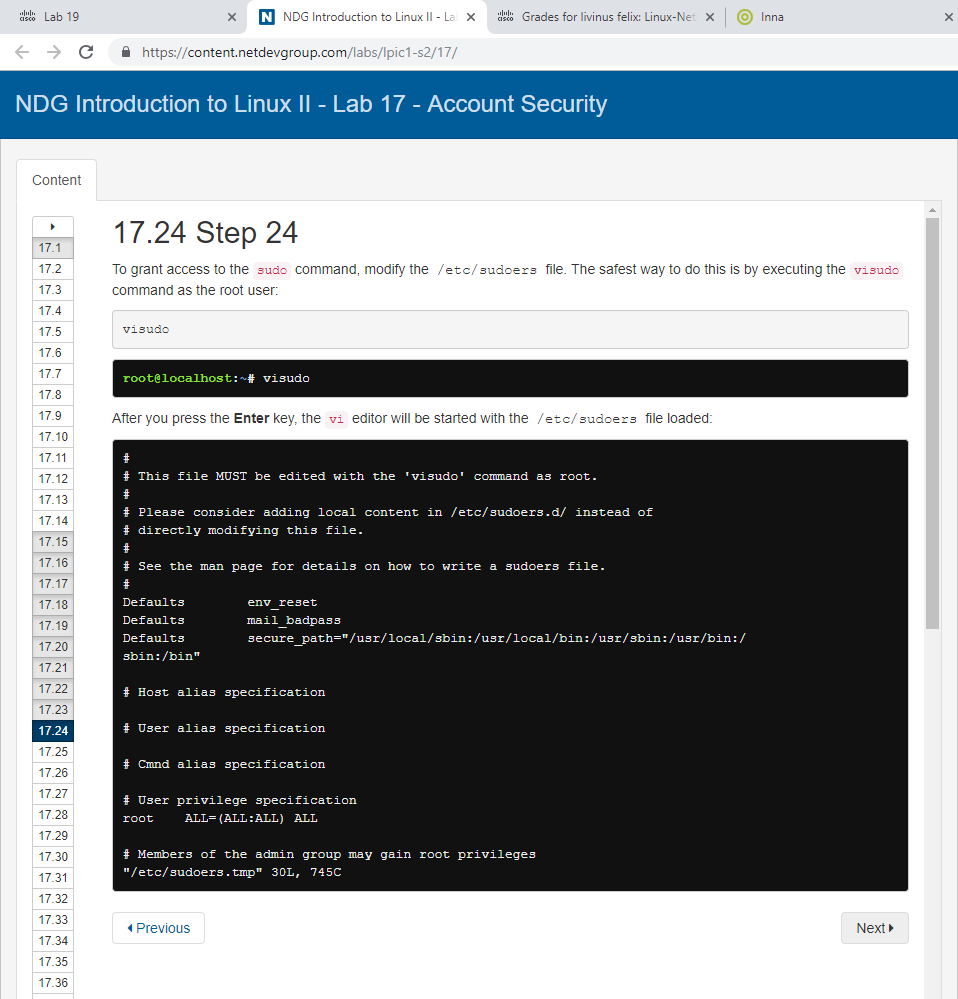 Lab 19
NDG Introduction to Linux II - La
Grades for livinus felix: Linux-Net
Inna
https://content.netdevgroup.com/labs/lpic1-s2/17/
NDG Introduction to Linux II - Lab 17 - Account Security
Content
17.1
17.2
17.3
17.4
17.5
17.6
17.7
17.8
17.9
17.10
17.11
17.12
17.13
17.14
17.15
17.16
17.17
17.18
17.19
17.20
17.21
17.22
17.23
17.24
17.25
17.26
17.27
17.28
17.29
17.30
17.31
17.32
17.33
17.34
17.35
17.36
17.24 Step 24
To grant access to the sudo command, modify the /etc/sudoers file. The safest way to do this is by executing the visudo
command as the root user:
visudo
root@localhost:~# visudo
After you press the Enter key, the vi editor will be started with the /etc/sudoers file loaded:
#
# This file MUST be edited with the 'visudo' command as root.
#
# Please consider adding local content in /etc/sudoers.d/ instead of
# directly modifying this file.
#
# See the man page for details on how to write a sudoers file.
#
Defaults        env_reset
Defaults        mail_badpass
Defaults        secure_path="/usr/local/sbin:/usr/local/bin:/usr/sbin:/usr/bin:/
sbin:/bin"
# Host alias specification
# User alias specification
# Cmnd alias specification
# User privilege specification
root    ALL=(ALL:ALL) ALL
# Members of the admin group may gain root privileges
"/etc/sudoers.tmp" 30L, 745C
Previous
Next